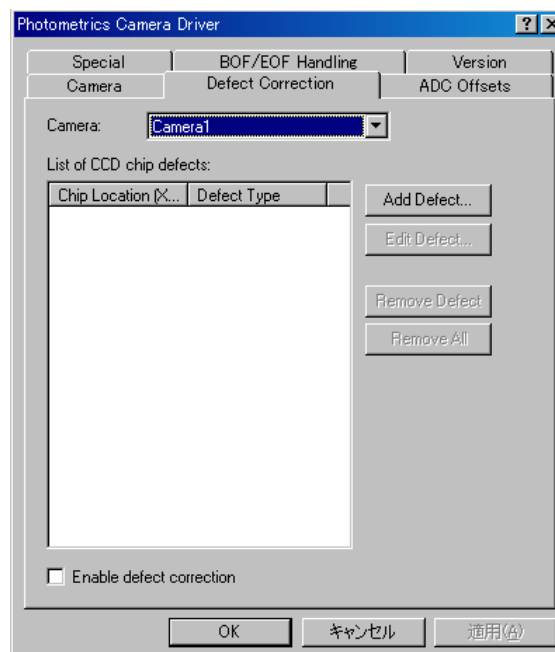 Photometrics Camera Driver
Special BOF/EOF Handling Version
Camera Defect Correction ADC Offsets
Camera: Camera1
List of CCD chip defects:
Chip Location (X... Defect Type
Add Defect...
Edit Defect...
Remove Defect
Remove All
Enable defect correction
OK キャンセル 適用(A)